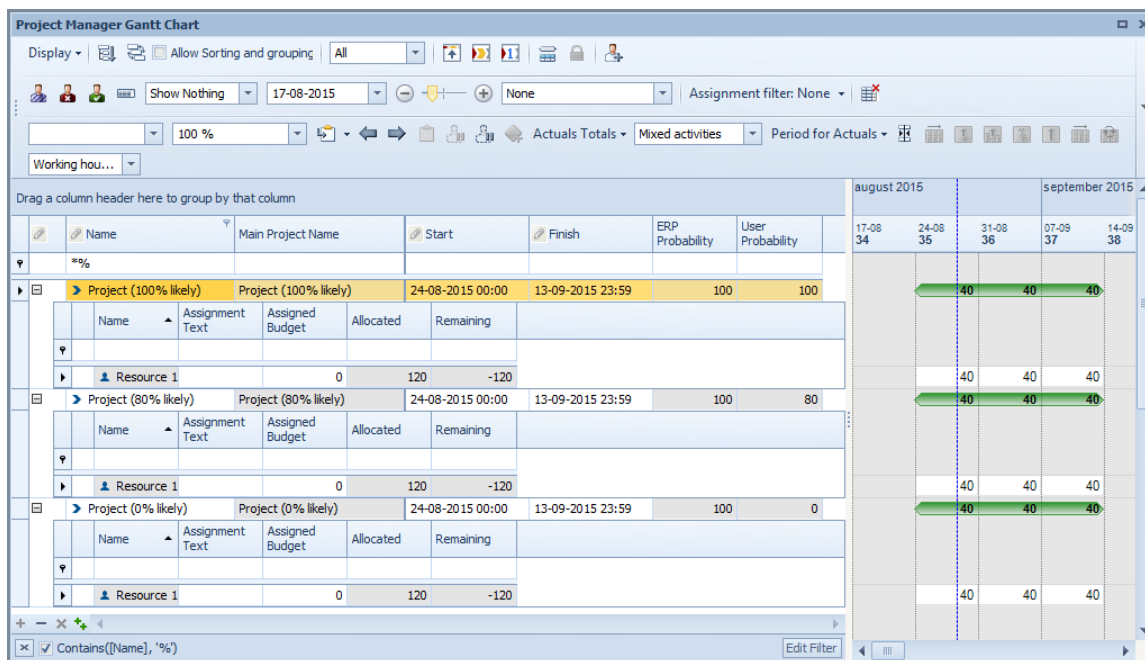 Project Manager Gantt Chart
Display Allow Sorting and grouping All
Show Nothing 17-08-2015 None Assignment filter: None
100 % Actuals Totals Mixed activities Period for Actuals
Working hou...
Drag a column header here to group by that column
august 2015 september 2015
Name Main Project Name Start Finish ERP Probability User Probability
17-08 24-08 31-08 07-09 14-09
34 35 36 37 38
*%
Project (100% likely) Project (100% likely) 24-08-2015 00:00 13-09-2015 23:59 100 100 40 40 40
Name Assignment Text Assigned Budget Allocated Remaining
Resource 1 0 120 -120 40 40 40
Project (80% likely) Project (80% likely) 24-08-2015 00:00 13-09-2015 23:59 100 80 40 40 40
Name Assignment Text Assigned Budget Allocated Remaining
Resource 1 0 120 -120 40 40 40
Project (0% likely) Project (0% likely) 24-08-2015 00:00 13-09-2015 23:59 100 0 40 40 40
Name Assignment Text Assigned Budget Allocated Remaining
Resource 1 0 120 -120 40 40 40
Contains([Name], '%') Edit Filter